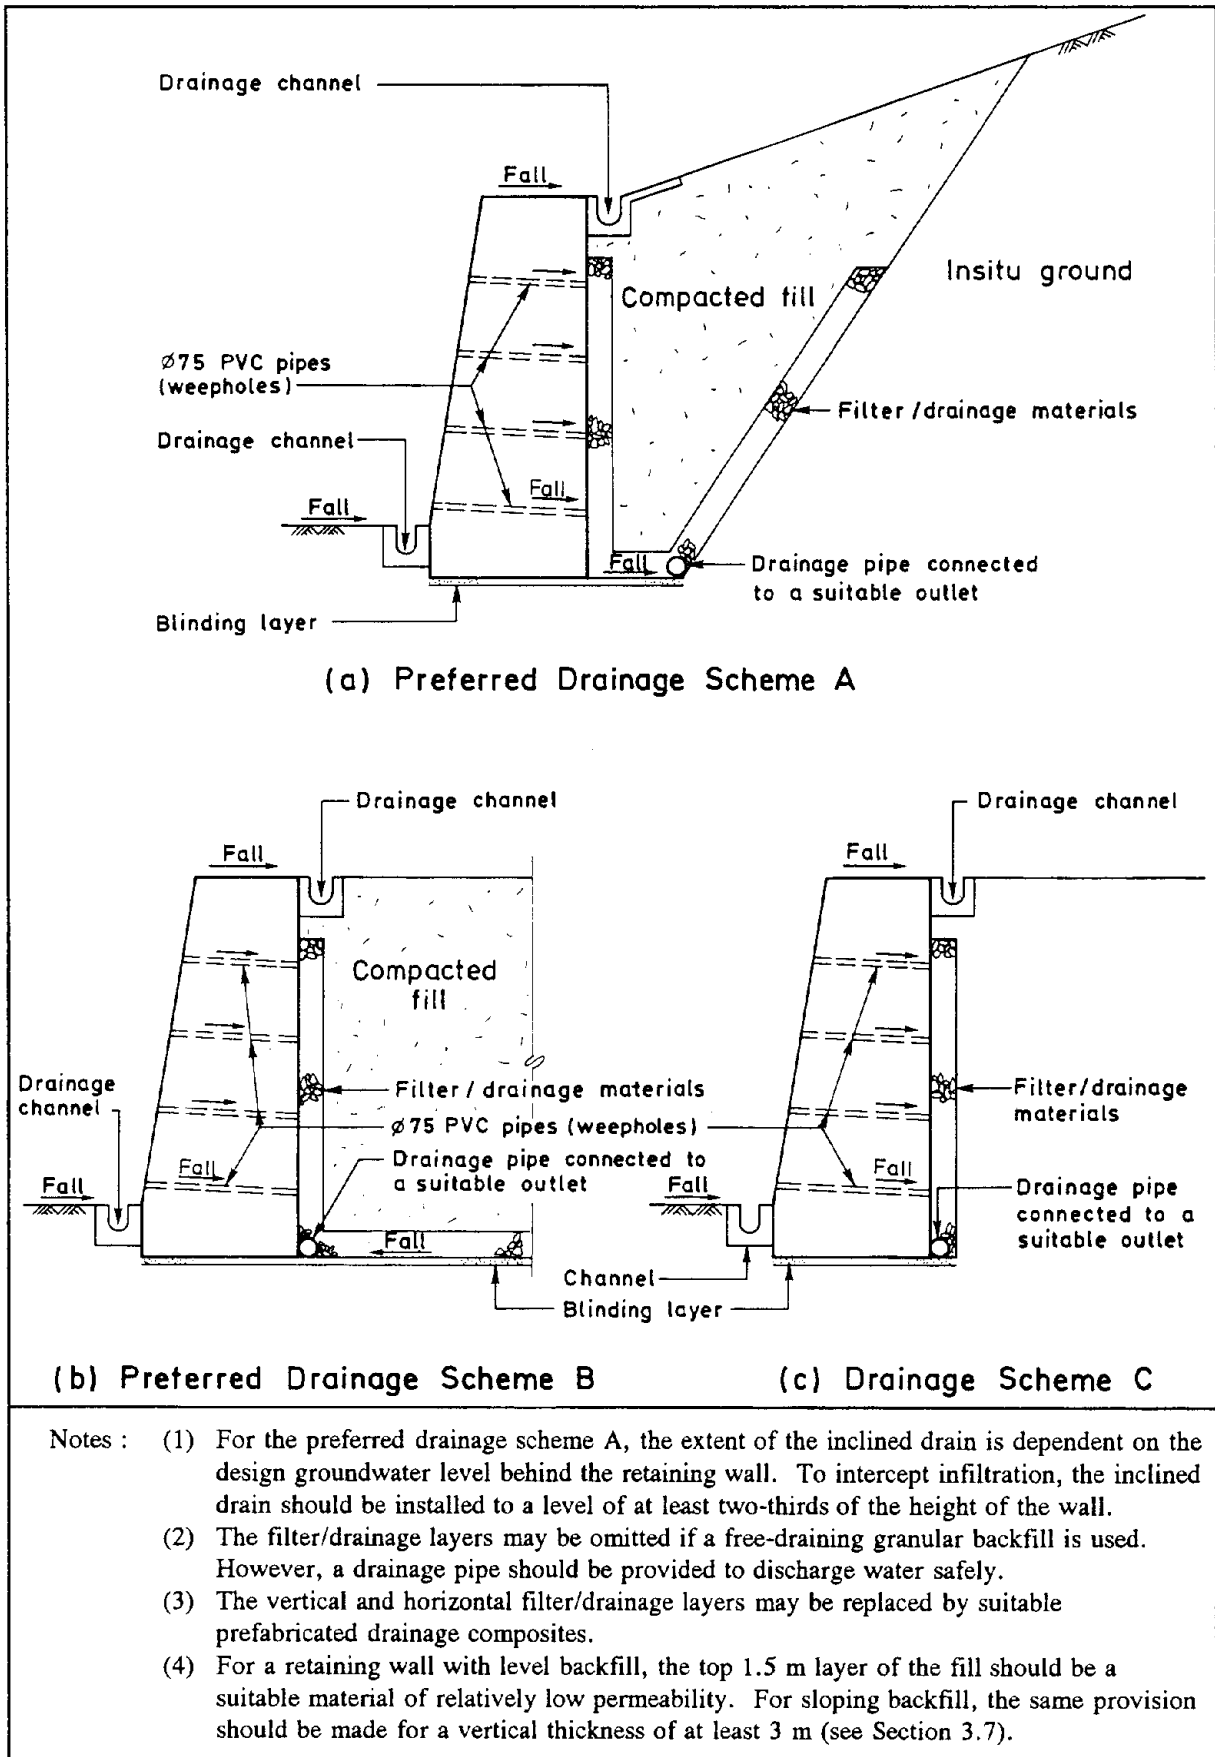 Drainage channel
Fall
Insitu ground
Compacted fill
Ø75 PVC pipes
(weepholes)
Filter/drainage materials
Drainage channel
Fall
Fall
Fall
Drainage pipe connected
to a suitable outlet
Blinding layer
(a) Preferred Drainage Scheme A
Drainage channel
Drainage channel
Fall
Fall
Compacted
fill
Drainage
channel
Filter/drainage materials
Filter/drainage
materials
Ø75 PVC pipes (weepholes)
Drainage pipe connected to
a suitable outlet
Fall
Fall
Fall
Fall
Fall
Drainage pipe
connected to a
suitable outlet
Channel
Blinding layer
(b) Preferred Drainage Scheme B
(c) Drainage Scheme C
Notes : (1) For the preferred drainage scheme A, the extent of the inclined drain is dependent on the
design groundwater level behind the retaining wall. To intercept infiltration, the inclined
drain should be installed to a level of at least two-thirds of the height of the wall.
(2) The filter/drainage layers may be omitted if a free-draining granular backfill is used.
However, a drainage pipe should be provided to discharge water safely.
(3) The vertical and horizontal filter/drainage layers may be replaced by suitable
prefabricated drainage composites.
(4) For a retaining wall with level backfill, the top 1.5 m layer of the fill should be a
suitable material of relatively low permeability. For sloping backfill, the same provision
should be made for a vertical thickness of at least 3 m (see Section 3.7).